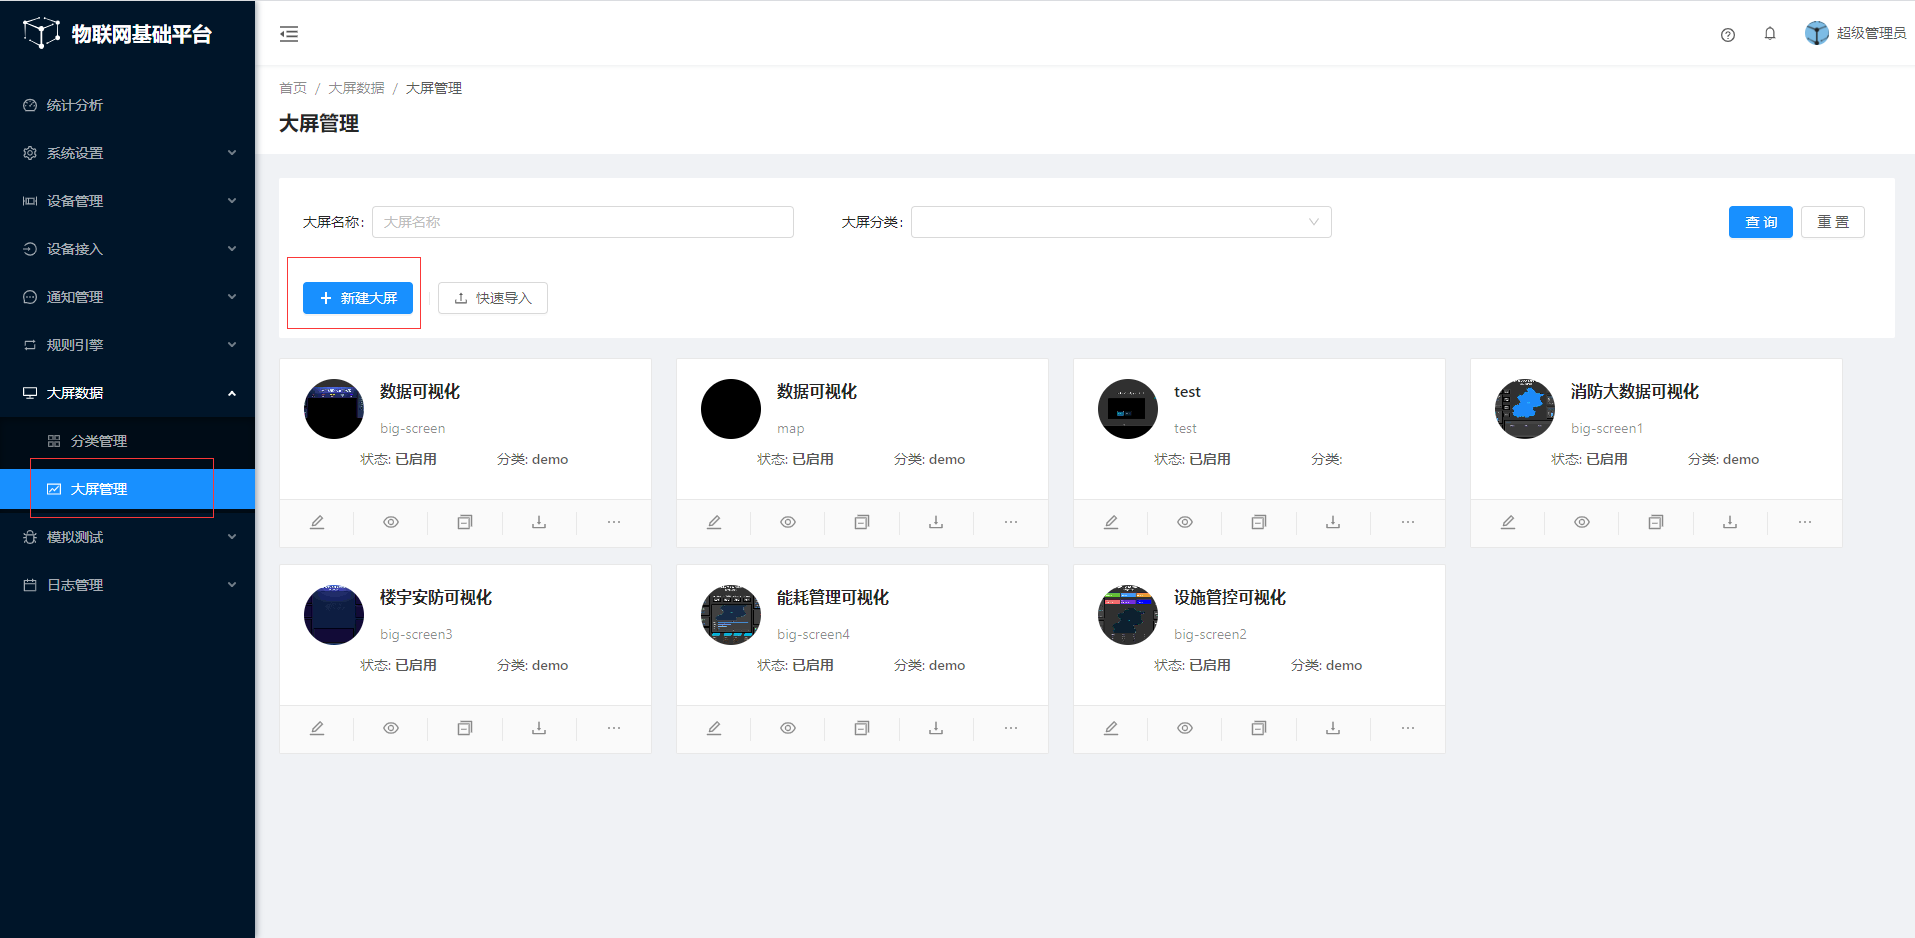 物联网基础平台
超级管理员
统计分析
系统设置
设备管理
设备接入
通知管理
规则引擎
大屏数据
分类管理
大屏管理
模拟测试
日志管理
首页 / 大屏数据 / 大屏管理
大屏管理
大屏名称: 大屏名称 大屏分类: 查 询 重 置
新建大屏 快速导入
数据可视化
big-screen
状态: 已启用 分类: demo
数据可视化
map
状态: 已启用 分类: demo
test
test
状态: 已启用 分类:
消防大数据可视化
big-screen1
状态: 已启用 分类: demo
楼宇安防可视化
big-screen3
状态: 已启用 分类: demo
能耗管理可视化
big-screen4
状态: 已启用 分类: demo
设施管控可视化
big-screen2
状态: 已启用 分类: demo